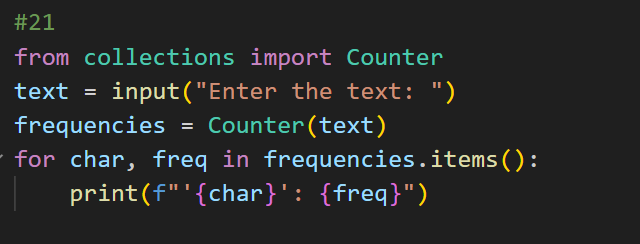 #21
from collections import Counter
text = input("Enter the text: ")
frequencies = Counter(text)
for char, freq in frequencies.items():
    print(f"'{char}': {freq}")